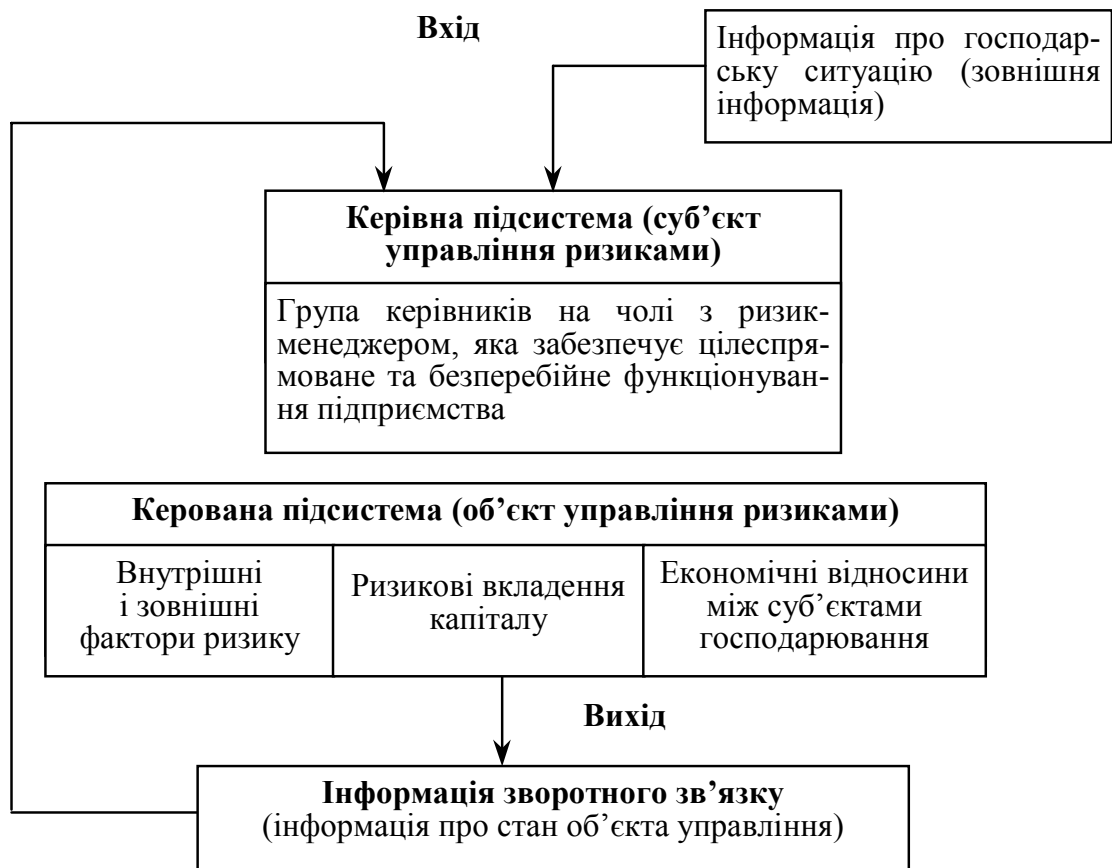 Вхід
Інформація про господар-
ську ситуацію (зовнішня
інформація)
Керівна підсистема (суб’єкт
управління ризиками)
Група керівників на чолі з ризик-
менеджером, яка забезпечує цілеспря-
моване та безперебійне функціонуван-
ня підприємства
Керована підсистема (об’єкт управління ризиками)
Внутрішні
і зовнішні
фактори ризику
Ризикові вкладення
капіталу
Економічні відносини
між суб’єктами
господарювання
Вихід
Інформація зворотного зв’язку
(інформація про стан об’єкта управління)